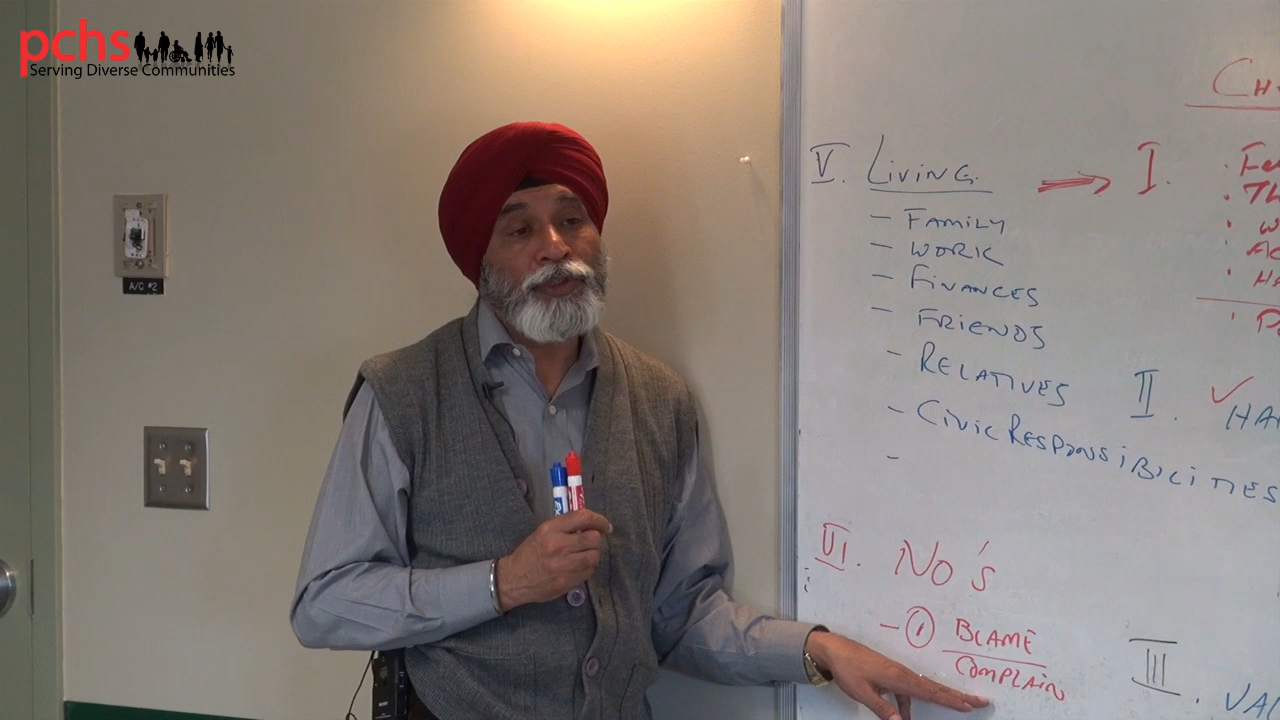 pchs
Serving Diverse Communities
A/C #2
V. LIVING
- FAMILY
- WORK
- FINANCES
- FRIENDS
- RELATIVES
- CIVIC RESPONSIBILITIES
-
VI. NO'S
- ① BLAME
COMPLAIN
I.
II.
III